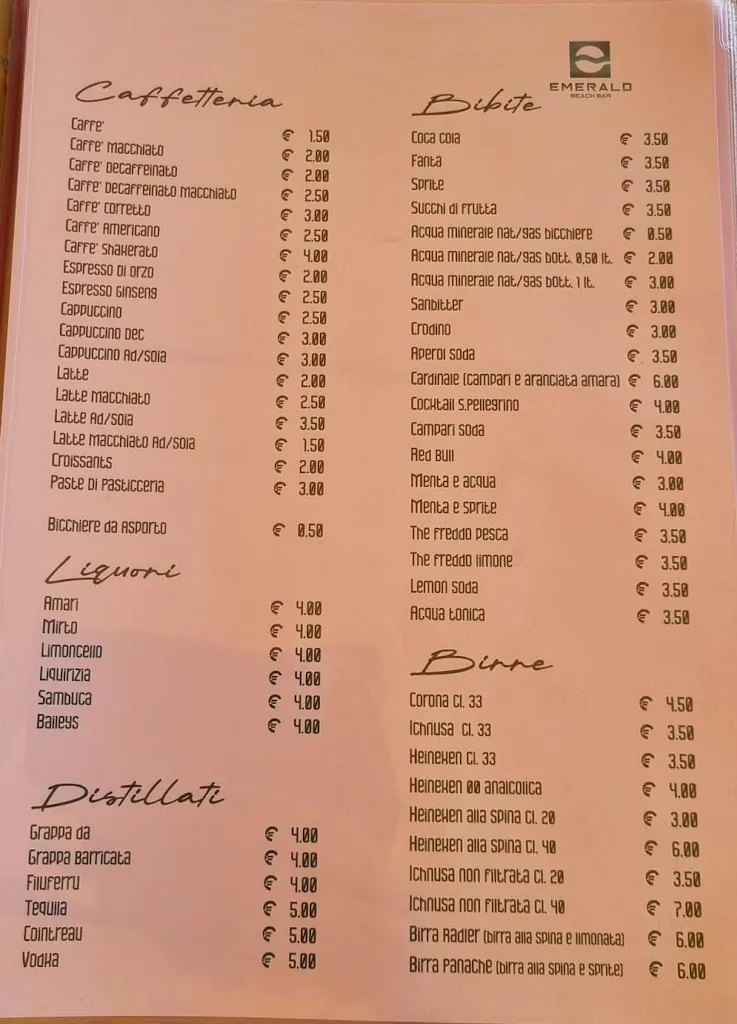 Caffetteria
Caffe' € 1.50
Caffe' macchiato € 2.00
Caffe' Decaffeinato € 2.00
Caffe' Decaffeinato Macchiato € 2.50
Caffe' Corretto € 3.00
Caffe' Americano € 2.50
Caffe' Shakerato € 4.00
Espresso Di Orzo € 2.00
Espresso Ginseng € 2.50
Cappuccino € 2.50
Cappuccino Dec € 3.00
Cappuccino Ad/Soia € 3.00
Latte € 2.00
Latte Macchiato € 2.50
Latte Ad/Soia € 3.50
Latte Macchiato Ad/Soia € 1.50
Croissants € 2.00
Paste Di Pasticceria € 3.00
Bicchiere da Asporto € 0.50
Liquori
Amari € 4.00
Mirto € 4.00
Limoncello € 4.00
Liquirizia € 4.00
Sambuca € 4.00
Baileys € 4.00
Distillati
Grappa da € 4.00
Grappa Barricata € 4.00
Filuferru € 4.00
Tequila € 5.00
Cointreau € 5.00
Vodka € 5.00
EMERALD
BEACH BAR
Bibite
Coca cola € 3.50
Fanta € 3.50
Sprite € 3.50
Succhi di frutta € 3.50
Acqua minerale nat/gas bicchiere € 0.50
Acqua minerale nat/gas bott. 0,50 lt. € 2.00
Acqua minerale nat/gas bott. 1 lt. € 3.00
Sanbitter € 3.00
Crodino € 3.00
Aperol soda €. 3.50
Cardinale (campari e aranciata amara) € 6.00
Cocktail S.Pellegrino € 4.00
Campari soda € 3.50
Red Bull € 4.00
Menta e acqua € 3.00
Menta e sprite € 4.00
The freddo pesca € 3.50
The freddo limone € 3.50
Lemon soda € 3.50
Acqua tonica € 3.50
Birre
Corona Cl. 33 € 4.50
Ichnusa Cl. 33 € 3.50
Heineken Cl. 33 € 3.50
Heineken 00 analcolica € 4.00
Heineken alla spina Cl. 20 € 3.00
Heineken alla spina Cl. 40 € 6.00
Ichnusa non filtrata Cl. 20 € 3.50
Ichnusa non filtrata Cl. 40 € 7.00
Birra Radler (birra alla spina e limonata) € 6.00
Birra Panache (birra alla spina e sprite) € 6.00